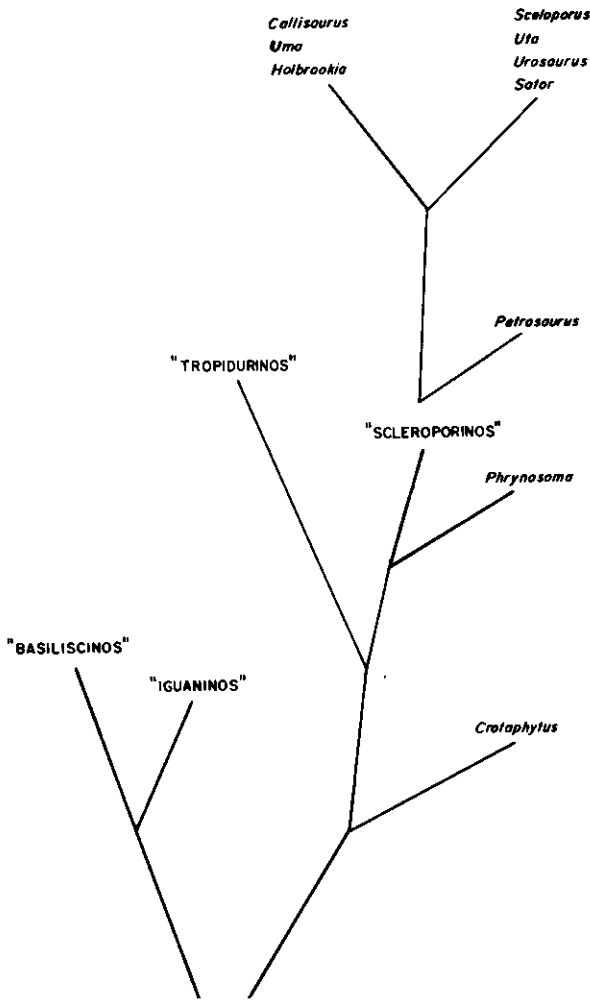 Callisaurus
Uma
Holbrookia
Sceloporus
Uta
Urosaurus
Sator
Petrosaurus
"TROPIDURINOS"
"SCLEROPORINOS"
Phrynosoma
"BASILISCINOS"
"IGUANINOS"
Crotaphytus